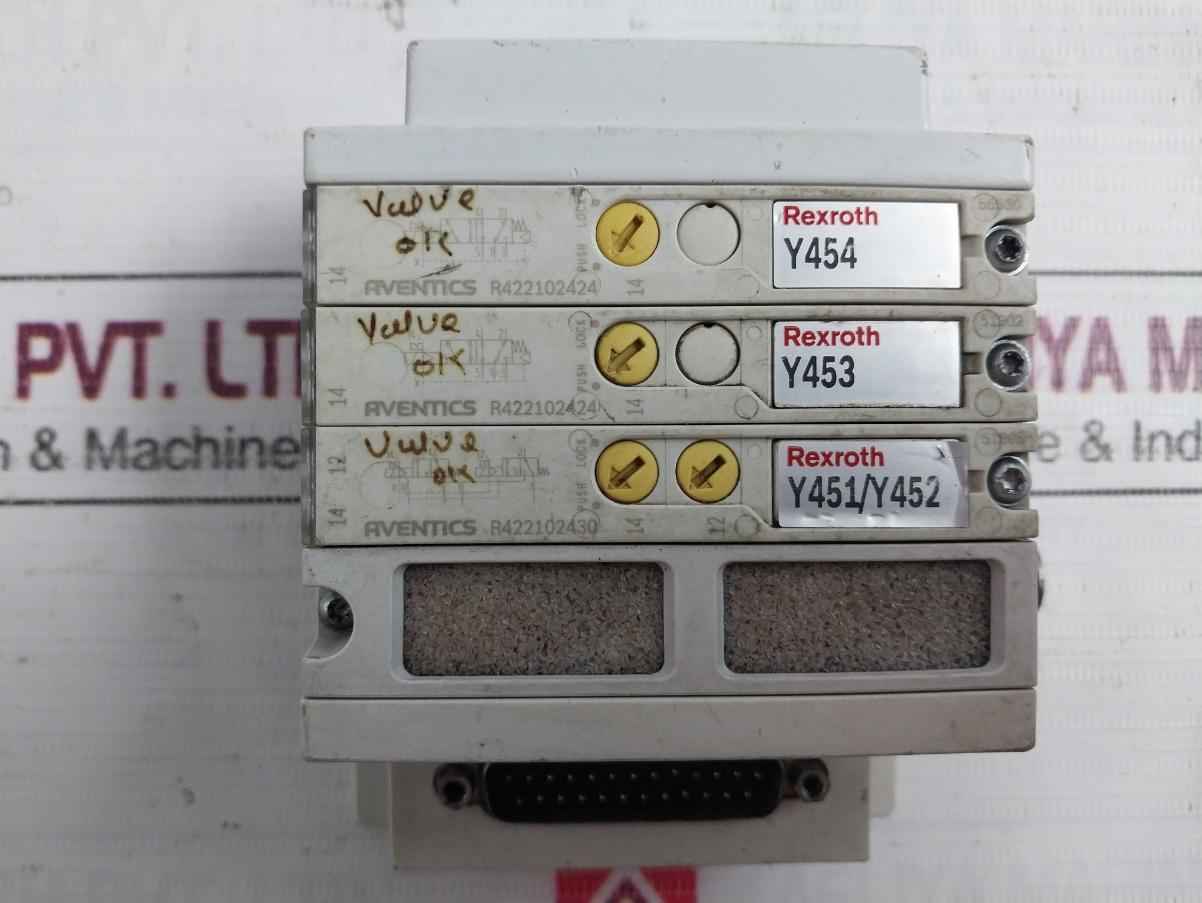 Valve
OK
PUSH LOCK
14
AVENTICS R422102424
14
Rexroth
Y454
Valve
OK
PUSH LOCK
14
AVENTICS R422102424
14
Rexroth
Y453
PVT. LT
YA M
Valve
OK
PUSH LOCK
12
14
AVENTICS R422102430
14
12
Rexroth
Y451/Y452
& Machine
& Ind